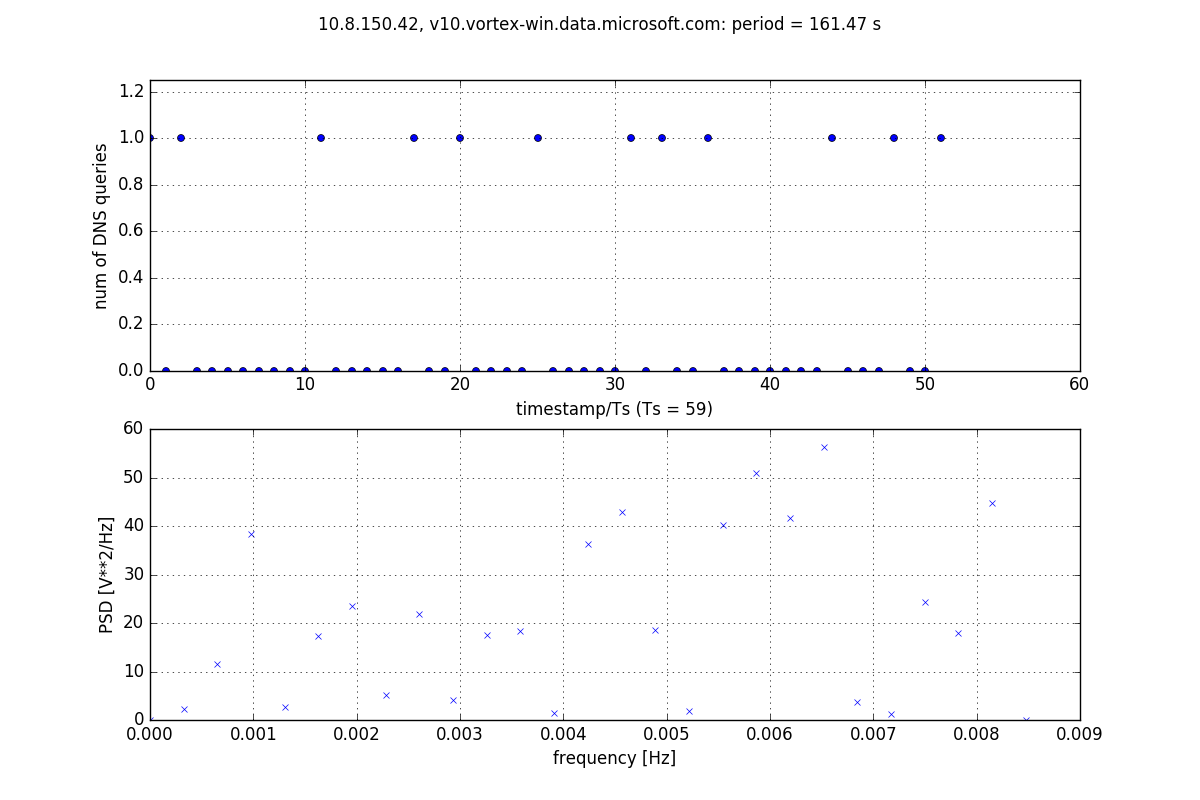 10.8.150.42, v10.vortex-win.data.microsoft.com: period = 161.47 s
num of DNS queries
1.2
1.0
0.8
0.6
0.4
0.2
0.0
0 10 20 30 40 50 60
timestamp/Ts (Ts = 59)
PSD [V**2/Hz]
60
50
40
30
20
10
0
0.000 0.001 0.002 0.003 0.004 0.005 0.006 0.007 0.008 0.009
frequency [Hz]